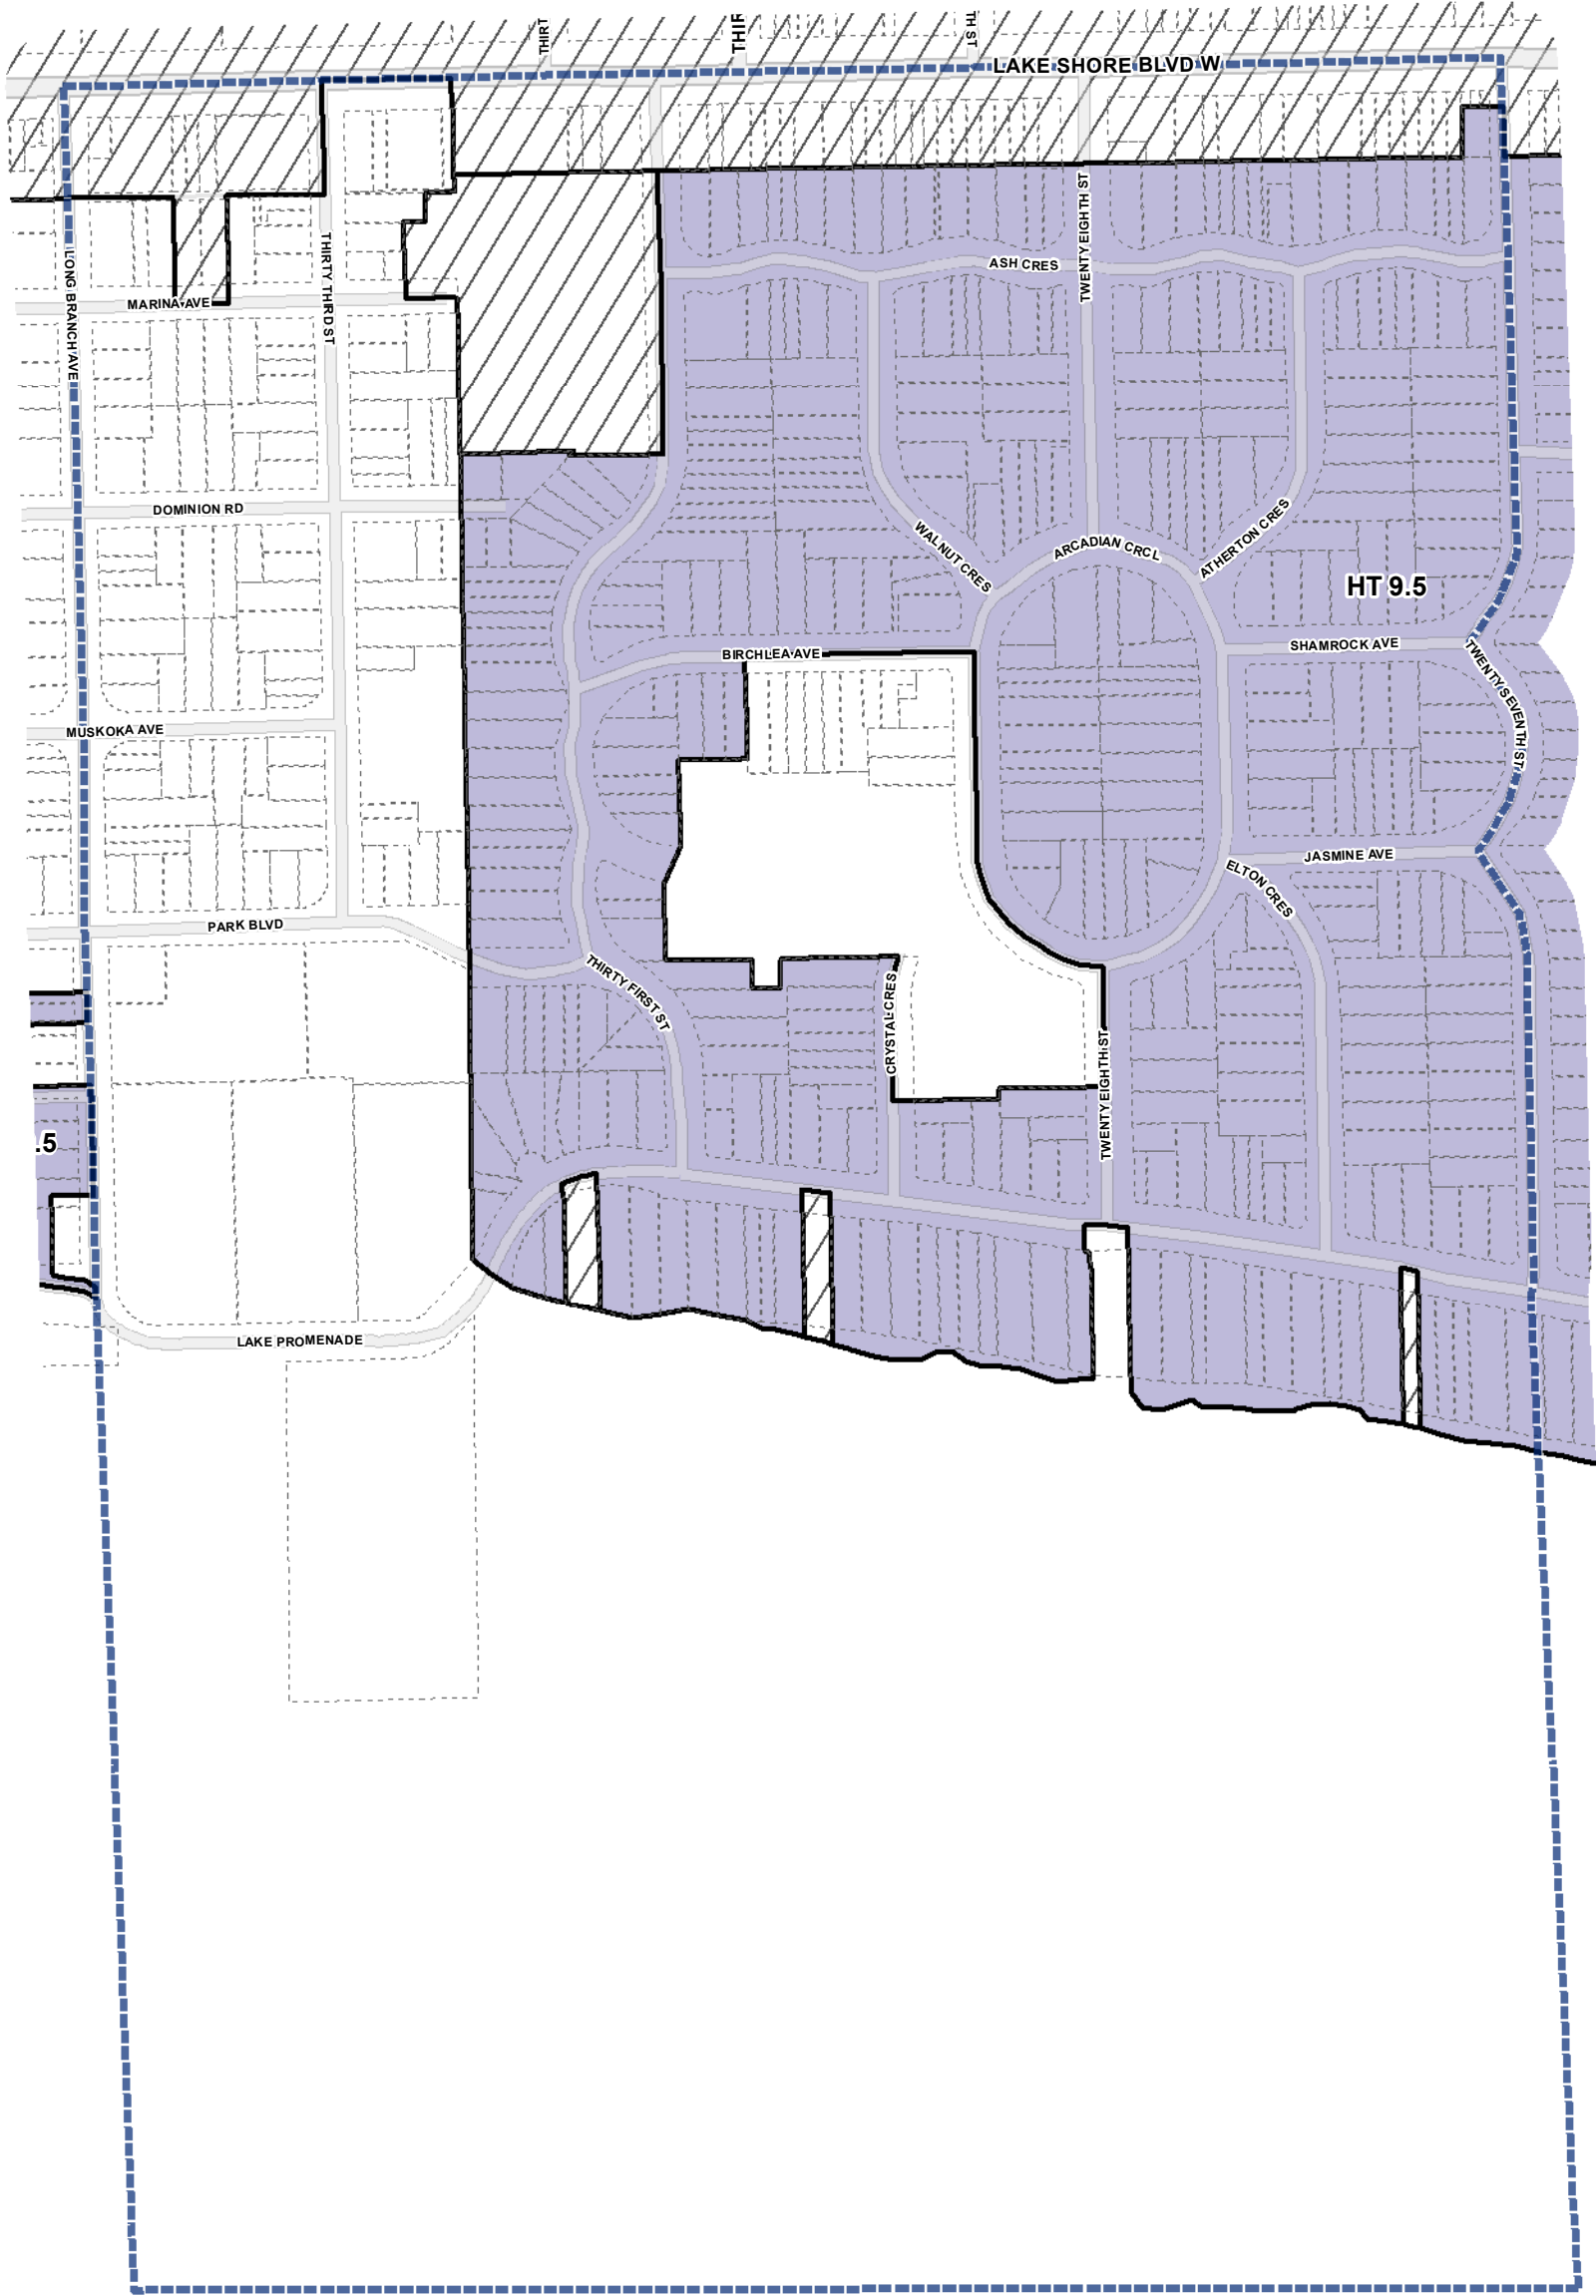 THIRT
THIR
TH ST
LAKE SHORE BLVD W
TWENTY EIGHTH ST
LONG BRANCH AVE
THIRTY THIRD ST
ASH CRES
MARINA AVE
DOMINION RD
WALNUT CRES
ARCADIAN CRCL
ATHERTON CRES
HT 9.5
BIRCHLEA AVE
SHAMROCK AVE
TWENTY SEVENTH ST
MUSKOKA AVE
JASMINE AVE
ELTON CRES
PARK BLVD
THIRTY FIRST ST
CRYSTAL CRES
TWENTY EIGHTH ST
.5
LAKE PROMENADE